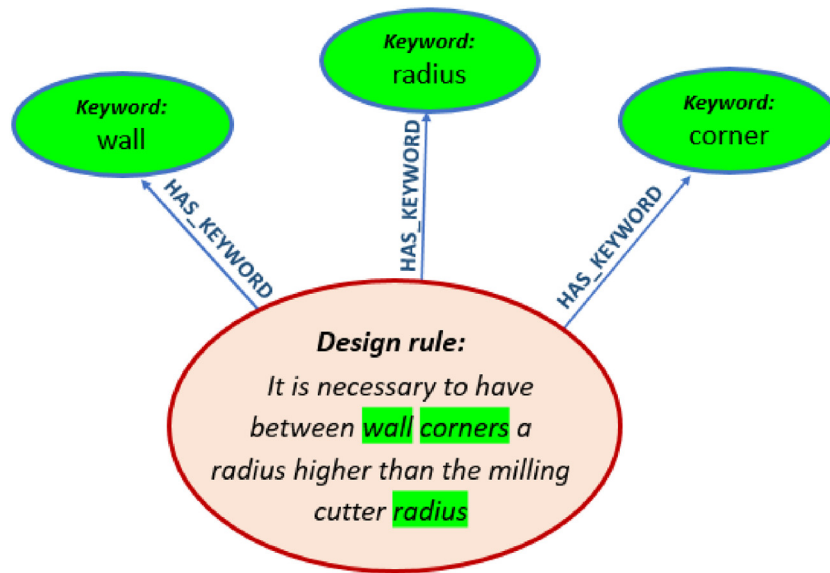 Keyword:
radius
Keyword:
wall
Keyword:
corner
HAS_KEYWORD
HAS_KEYWORD
HAS_KEYWORD
Design rule:
It is necessary to have
between wall corners a
radius higher than the milling
cutter radius